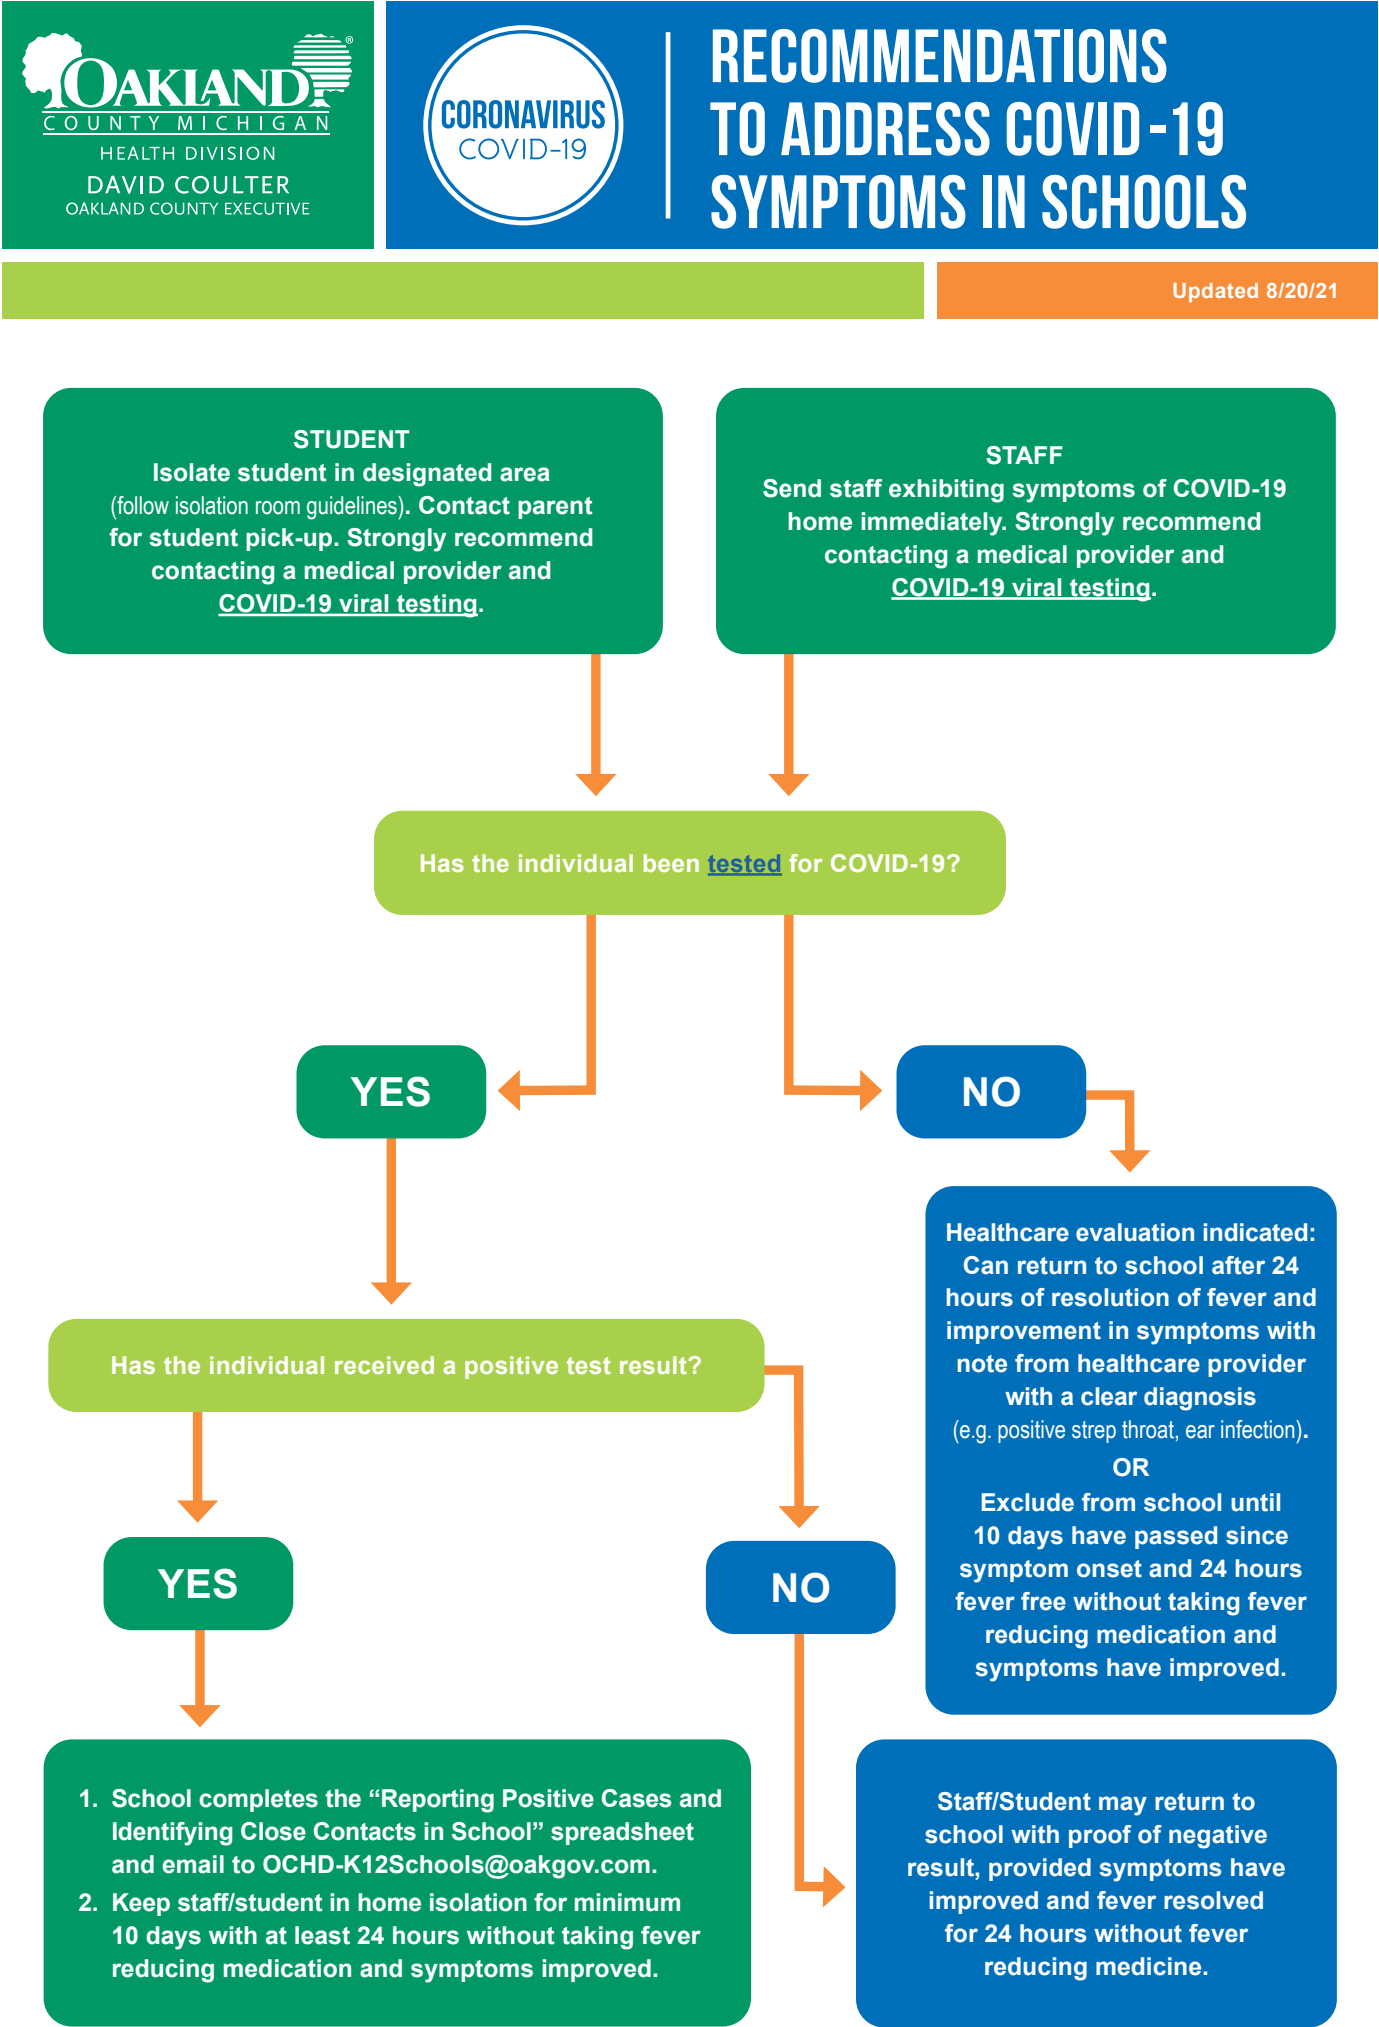 OAKLAND®
COUNTY MICHIGAN
HEALTH DIVISION
DAVID COULTER
OAKLAND COUNTY EXECUTIVE
CORONAVIRUS
COVID-19
RECOMMENDATIONS
TO ADDRESS COVID-19
SYMPTOMS IN SCHOOLS
Updated 8/20/21
STUDENT
Isolate student in designated area
(follow isolation room guidelines). Contact parent
for student pick-up. Strongly recommend
contacting a medical provider and
COVID-19 viral testing.
STAFF
Send staff exhibiting symptoms of COVID-19
home immediately. Strongly recommend
contacting a medical provider and
COVID-19 viral testing.
Has the individual been tested for COVID-19?
YES
NO
Healthcare evaluation indicated:
Can return to school after 24
hours of resolution of fever and
improvement in symptoms with
note from healthcare provider
with a clear diagnosis
(e.g. positive strep throat, ear infection).
OR
Exclude from school until
10 days have passed since
symptom onset and 24 hours
fever free without taking fever
reducing medication and
symptoms have improved.
Has the individual received a positive test result?
YES
NO
1. School completes the “Reporting Positive Cases and
Identifying Close Contacts in School” spreadsheet
and email to OCHD-K12Schools@oakgov.com.
2. Keep staff/student in home isolation for minimum
10 days with at least 24 hours without taking fever
reducing medication and symptoms improved.
Staff/Student may return to
school with proof of negative
result, provided symptoms have
improved and fever resolved
for 24 hours without fever
reducing medicine.